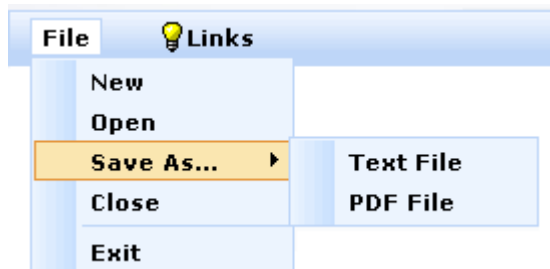 File Links
New
Open
Save As...
Text File
Close
PDF File
Exit